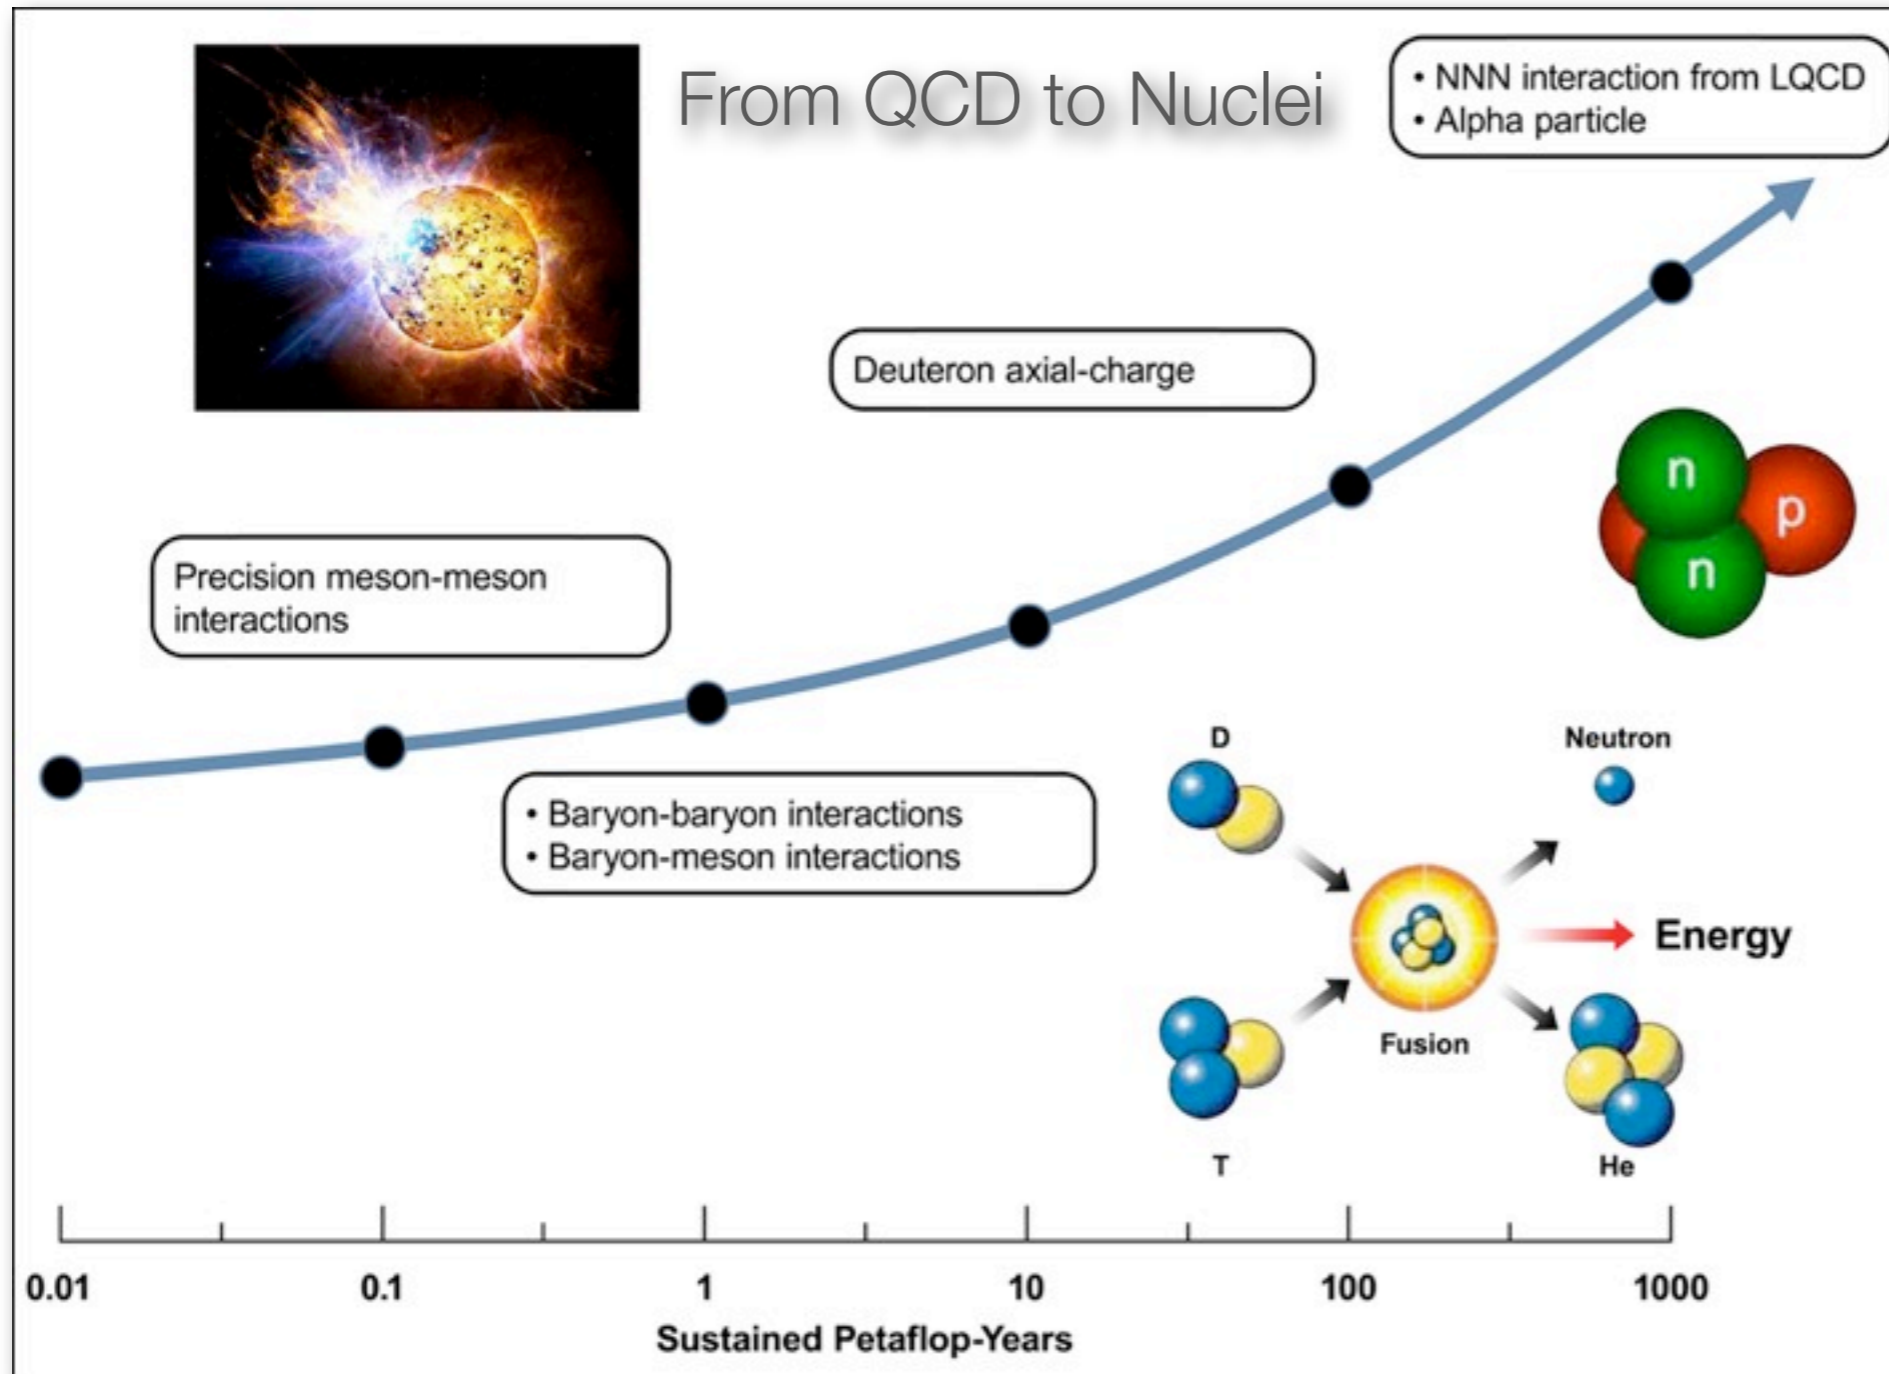 From QCD to Nuclei
• NNN interaction from LQCD
• Alpha particle
Deuteron axial-charge
n
p
n
Precision meson-meson
interactions
• Baryon-baryon interactions
• Baryon-meson interactions
D
Neutron
Energy
Fusion
T
He
0.01 0.1 1 10 100 1000
Sustained Petaflop-Years